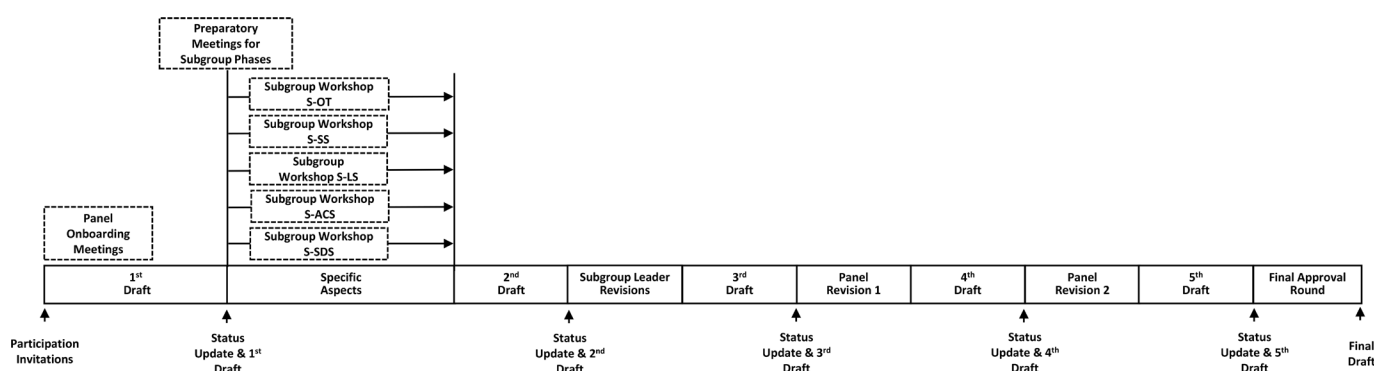 Preparatory
Meetings for
Subgroup Phases
Subgroup Workshop
S-OT
Subgroup Workshop
S-SS
Subgroup
Workshop S-LS
Subgroup Workshop
S-ACS
Subgroup Workshop
S-SDS
Panel
Onboarding
Meetings
1st
Draft
Specific
Aspects
2nd
Draft
Subgroup Leader
Revisions
3rd
Draft
Panel
Revision 1
4th
Draft
Panel
Revision 2
5th
Draft
Final Approval
Round
Participation
Invitations
Status
Update & 1st
Draft
Status
Update & 2nd
Draft
Status
Update & 3rd
Draft
Status
Update & 4th
Draft
Status
Update & 5th
Draft
Final
Draft